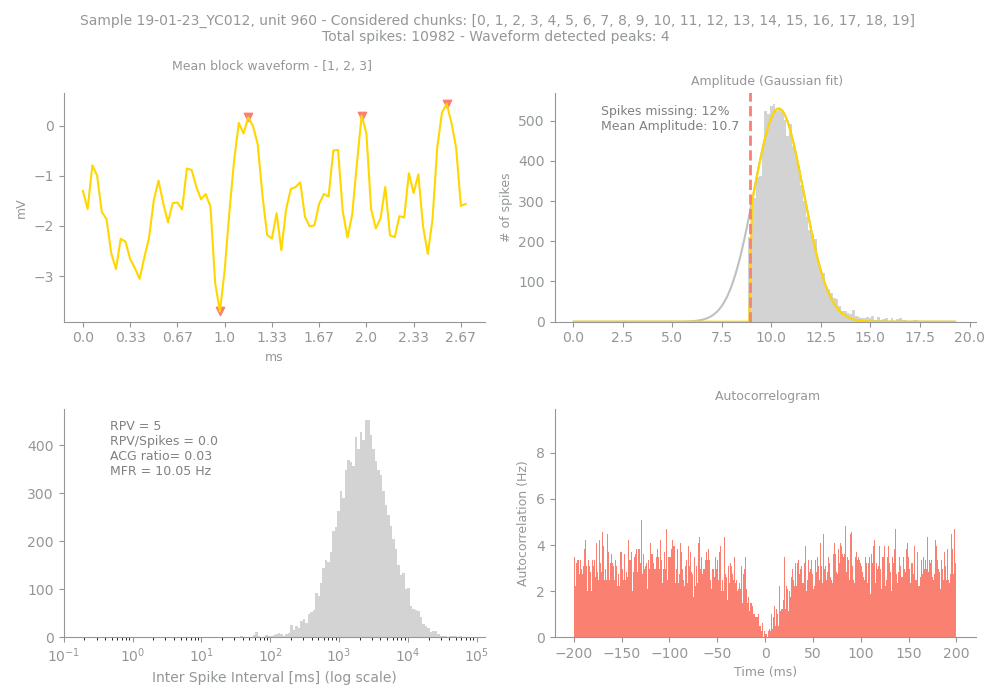 Sample 19-01-23_YC012, unit 960 - Considered chunks: [0, 1, 2, 3, 4, 5, 6, 7, 8, 9, 10, 11, 12, 13, 14, 15, 16, 17, 18, 19]
Total spikes: 10982 - Waveform detected peaks: 4
Mean block waveform - [1, 2, 3]
mV
0
−1
−2
−3
0.0 0.33 0.67 1.0 1.33 1.67 2.0 2.33 2.67
ms
Amplitude (Gaussian fit)
Spikes missing: 12%
Mean Amplitude: 10.7
# of spikes
500
400
300
200
100
0
0.0 2.5 5.0 7.5 10.0 12.5 15.0 17.5 20.0
RPV = 5
RPV/Spikes = 0.0
ACG ratio= 0.03
MFR = 10.05 Hz
400
300
200
100
0
10⁻¹ 10⁰ 10¹ 10² 10³ 10⁴ 10⁵
Inter Spike Interval [ms] (log scale)
Autocorrelogram
Autocorrelation (Hz)
8
6
4
2
0
−200 −150 −100 −50 0 50 100 150 200
Time (ms)